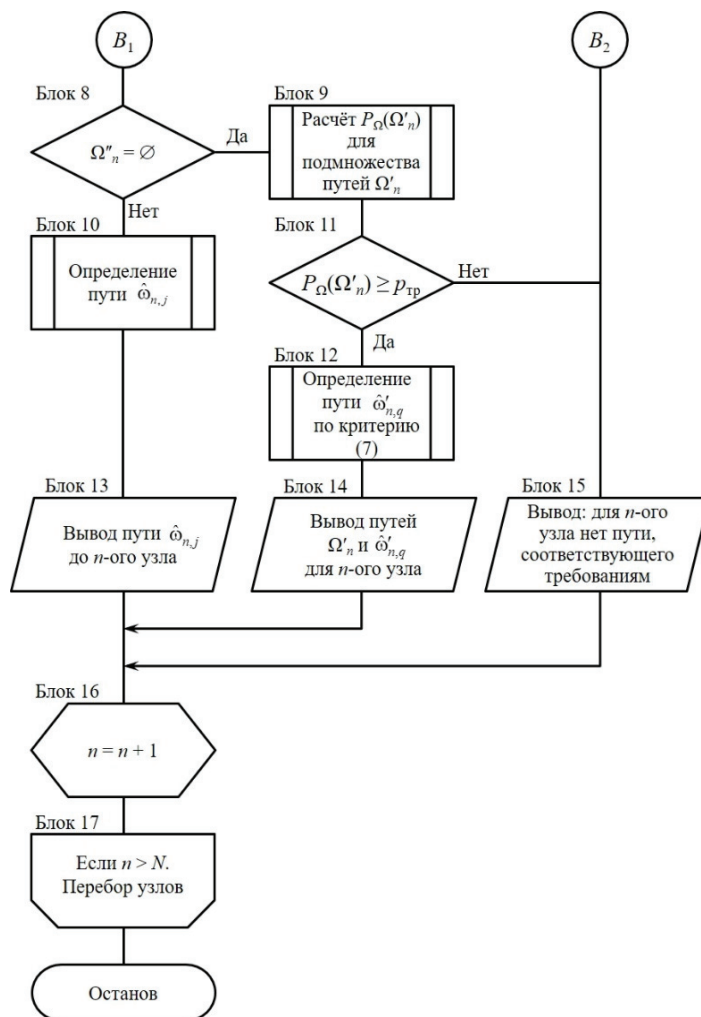 B₁
B₂
Блок 8
Ω″ₙ = ∅
Да
Нет
Блок 9
Расчёт P_Ω(Ω′ₙ)
для
подмножества
путей Ω′ₙ
Блок 10
Определение
пути ω̂ₙ,ⱼ
Блок 11
P_Ω(Ω′ₙ) ≥ p_тр
Нет
Да
Блок 12
Определение
пути ω̂′_{n,q}
по критерию
(7)
Блок 13
Вывод пути ω̂ₙ,ⱼ
до n-ого узла
Блок 14
Вывод путей
Ω′ₙ и ω̂′_{n,q}
для n-ого узла
Блок 15
Вывод: для n-ого
узла нет пути,
соответствующего
требованиям
Блок 16
n = n + 1
Блок 17
Если n > N.
Перебор узлов
Останов